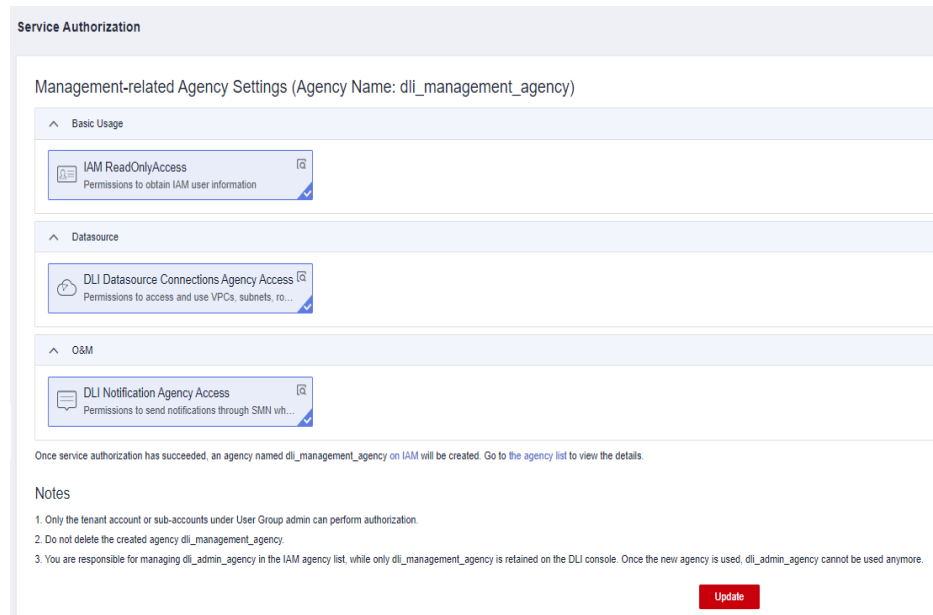 Service Authorization
Management-related Agency Settings (Agency Name: dli_management_agency)
Basic Usage
IAM ReadOnlyAccess
Permissions to obtain IAM user information
Datasource
DLI Datasource Connections Agency Access
Permissions to access and use VPCs, subnets, ro...
O&M
DLI Notification Agency Access
Permissions to send notifications through SMN wh...
Once service authorization has succeeded, an agency named dli_management_agency on IAM will be created. Go to the agency list to view the details.
Notes
1. Only the tenant account or sub-accounts under User Group admin can perform authorization.
2. Do not delete the created agency dli_management_agency.
3. You are responsible for managing dli_admin_agency in the IAM agency list, while only dli_management_agency is retained on the DLI console. Once the new agency is used, dli_admin_agency cannot be used anymore.
Update